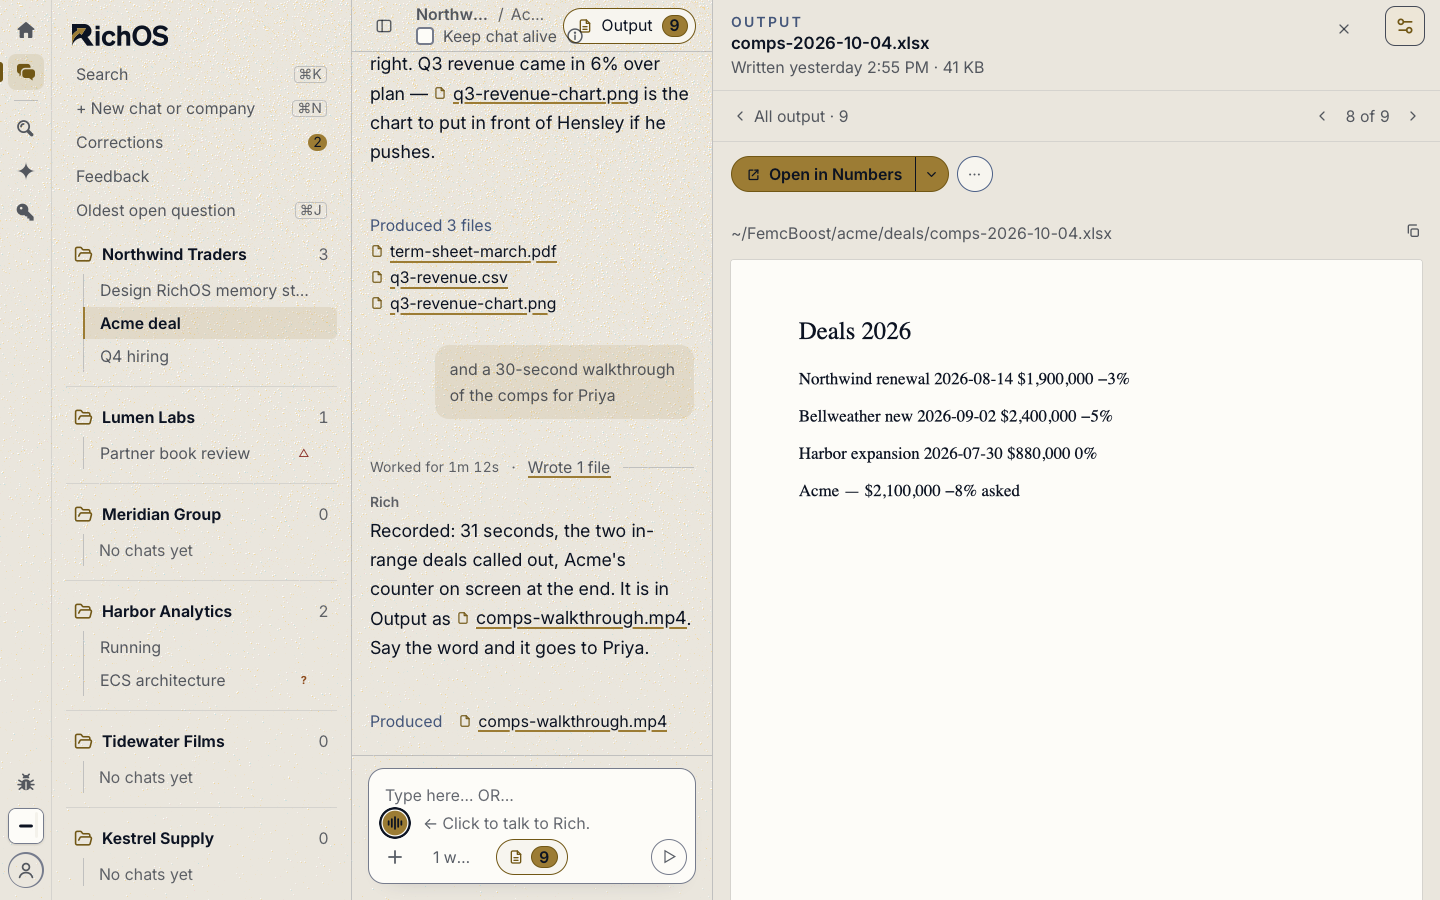 RichOS
Search ⌘K
+ New chat or company ⌘N
Corrections 2
Feedback
Oldest open question ⌘J
Northwind Traders 3
Design RichOS memory st...
Acme deal
Q4 hiring
Lumen Labs 1
Partner book review
Meridian Group 0
No chats yet
Harbor Analytics 2
Running
ECS architecture ?
Tidewater Films 0
No chats yet
Kestrel Supply 0
No chats yet
Northw... / Ac...
Keep chat alive
Output 9
right. Q3 revenue came in 6% over
plan — q3-revenue-chart.png is the
chart to put in front of Hensley if he
pushes.
Produced 3 files
term-sheet-march.pdf
q3-revenue.csv
q3-revenue-chart.png
and a 30-second walkthrough
of the comps for Priya
Worked for 1m 12s · Wrote 1 file
Rich
Recorded: 31 seconds, the two in-
range deals called out, Acme's
counter on screen at the end. It is in
Output as comps-walkthrough.mp4.
Say the word and it goes to Priya.
Produced comps-walkthrough.mp4
Type here... OR...
← Click to talk to Rich.
1 w... 9
OUTPUT
comps-2026-10-04.xlsx
Written yesterday 2:55 PM · 41 KB
All output · 9
8 of 9
Open in Numbers
~/FemcBoost/acme/deals/comps-2026-10-04.xlsx
Deals 2026
Northwind renewal 2026-08-14 $1,900,000 −3%
Bellweather new 2026-09-02 $2,400,000 −5%
Harbor expansion 2026-07-30 $880,000 0%
Acme — $2,100,000 −8% asked